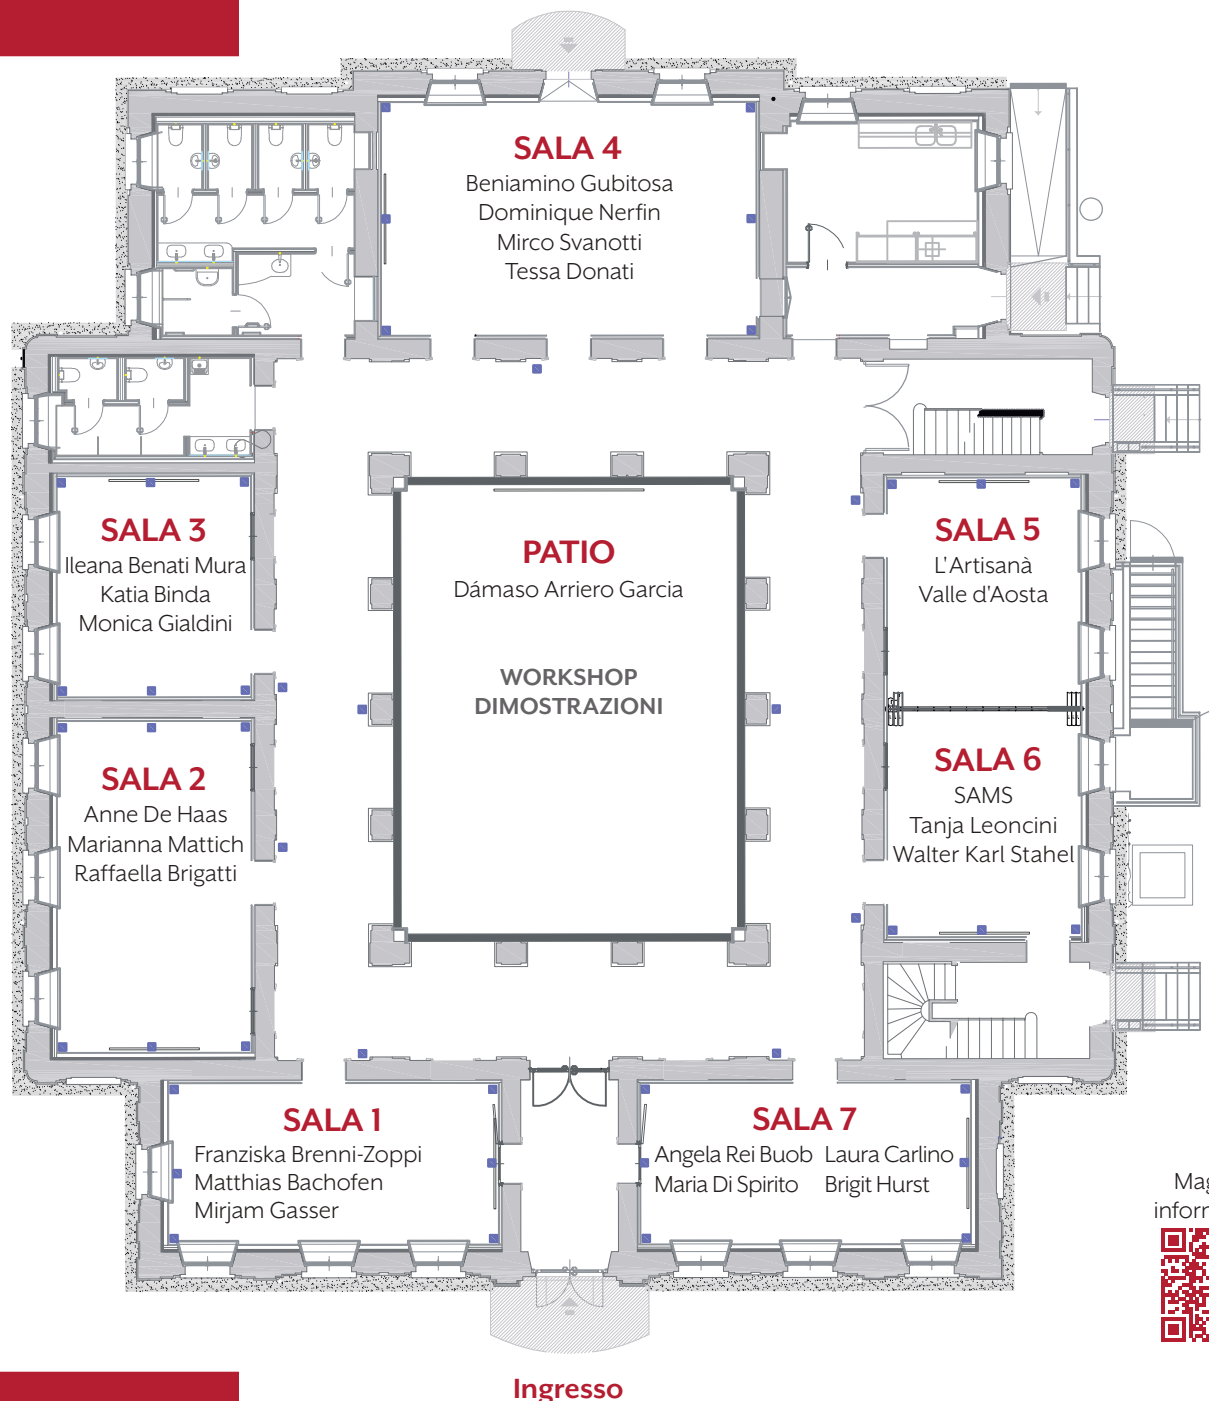 SALA 4
Beniamino Gubitosa
Dominique Nerfin
Mirco Svanotti
Tessa Donati
SALA 3
Ileana Benati Mura
Katia Binda
Monica Gialdini
PATIO
Dámaso Arriero Garcia
WORKSHOP
DIMOSTRAZIONI
SALA 5
L'Artisanà
Valle d'Aosta
SALA 2
Anne De Haas
Marianna Mattich
Raffaella Brigatti
SALA 6
SAMS
Tanja Leoncini
Walter Karl Stahel
SALA 1
Franziska Brenni-Zoppi
Matthias Bachofen
Mirjam Gasser
SALA 7
Angela Rei Buob Laura Carlino
Maria Di Spirito Brigit Hurst
Ingresso